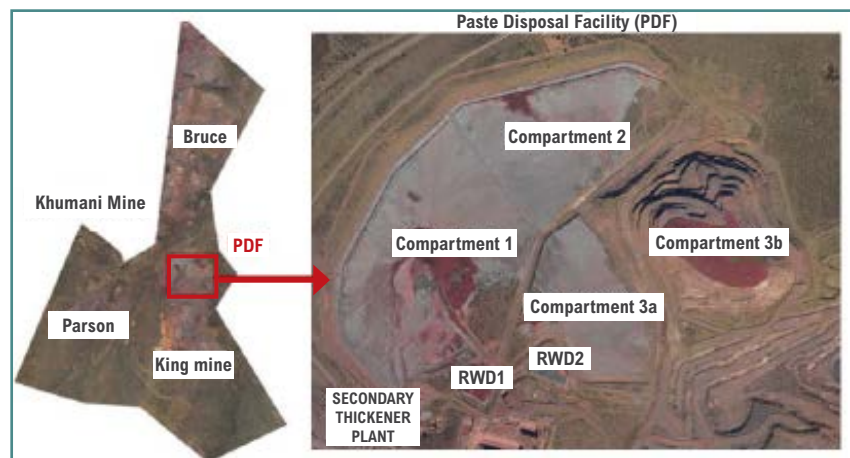 Paste Disposal Facility (PDF)
Bruce
Compartment 2
Khumani Mine
PDF
Compartment 1
Compartment 3b
Parson
Compartment 3a
King mine
RWD2
RWD1
SECONDARY
THICKENER
PLANT